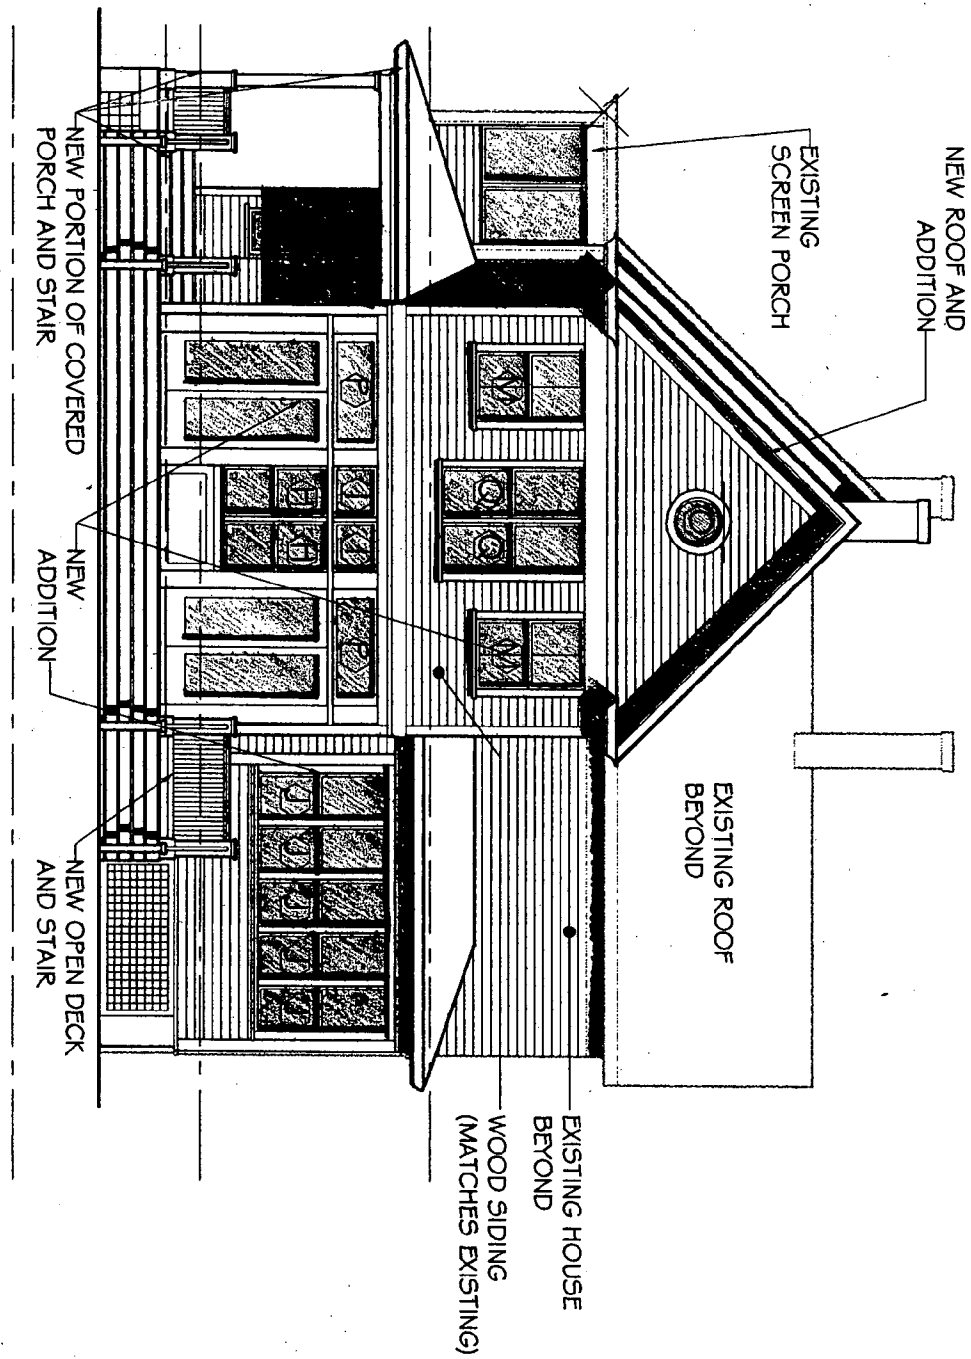 NEW ROOF AND
ADDITION
EXISTING
SCREEN PORCH
EXISTING ROOF
BEYOND
EXISTING HOUSE
BEYOND
WOOD SIDING
(MATCHES EXISTING)
NEW PORTION OF COVERED
PORCH AND STAIR
NEW
ADDITION
NEW OPEN DECK
AND STAIR
M
M
G
G
P
I
I
P
H
H
J
J
J
J
J